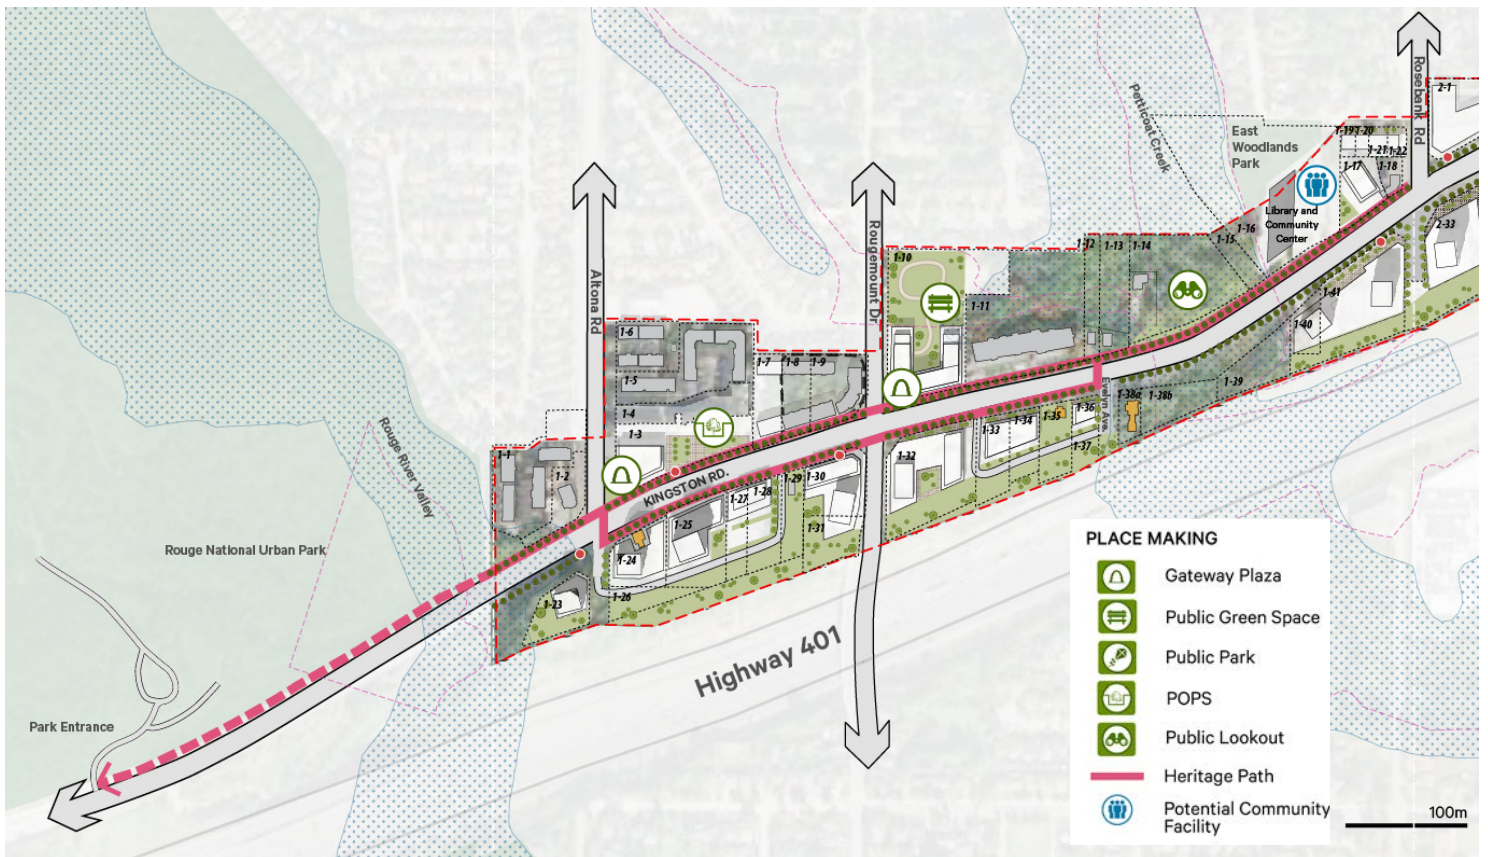 Rosebank Rd
2-1
Petticoat Creek
East
Woodlands
Park
1-19
1-20
1-21
1-22
1-17
1-18
Library and
Community
Center
1-16
1-15
2-33
1-12
1-13
1-14
Rougemount Dr
1-10
1-11
Altona Rd
1-6
1-5
1-4
1-3
1-7
1-8
1-9
1-41
1-40
1-39
Evelyn Ave
1-38a
1-38b
1-36
1-35
1-34
1-33
1-37
1-32
1-1
1-2
KINGSTON RD.
1-30
1-29
1-28
1-27
1-25
1-31
1-24
1-26
1-23
Rouge River Valley
Rouge National Urban Park
Highway 401
Park Entrance
PLACE MAKING
Gateway Plaza
Public Green Space
Public Park
POPS
Public Lookout
Heritage Path
Potential Community
Facility
100m